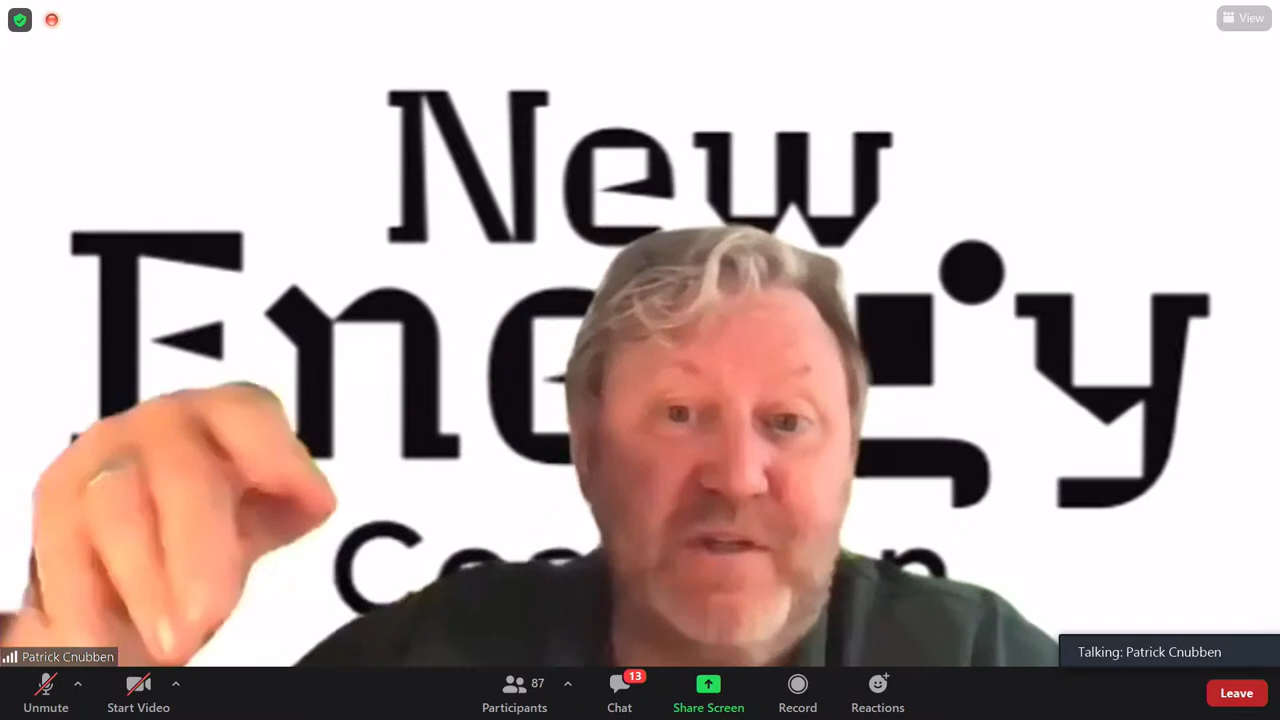 View
New
Energy
Patrick Cnubben
Talking: Patrick Cnubben
Unmute
Start Video
87
Participants
13
Chat
Share Screen
Record
Reactions
Leave